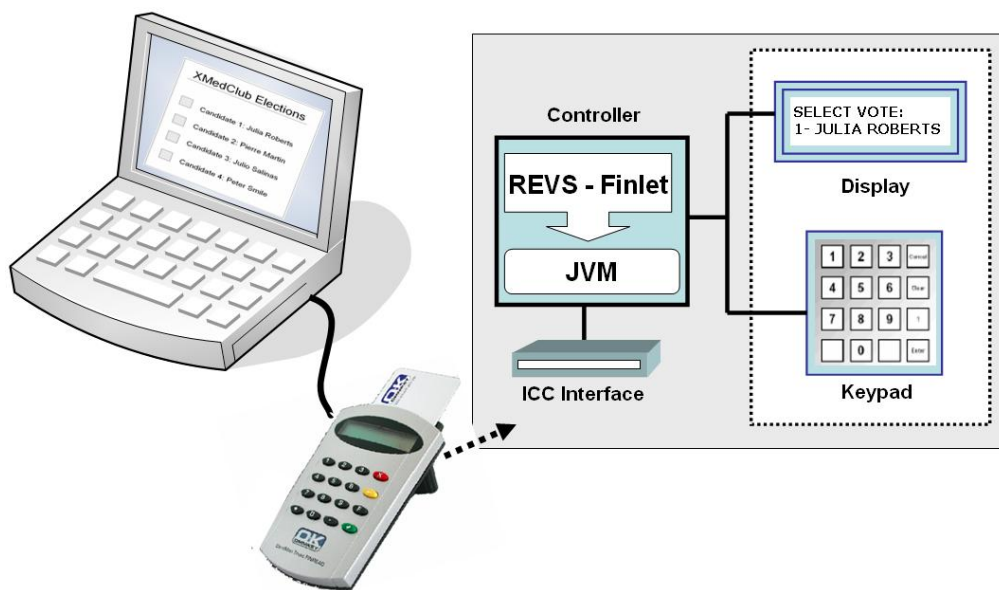 XMedClub Elections
Candidate 1: Julia Roberts
Candidate 2: Pierre Martin
Candidate 3: Julio Salinas
Candidate 4: Peter Smile
Controller
REVS - Finlet
JVM
ICC Interface
SELECT VOTE:
1- JULIA ROBERTS
Display
1 2 3 Cancel
4 5 6 Clear
7 8 9
0 Enter
Keypad
OK